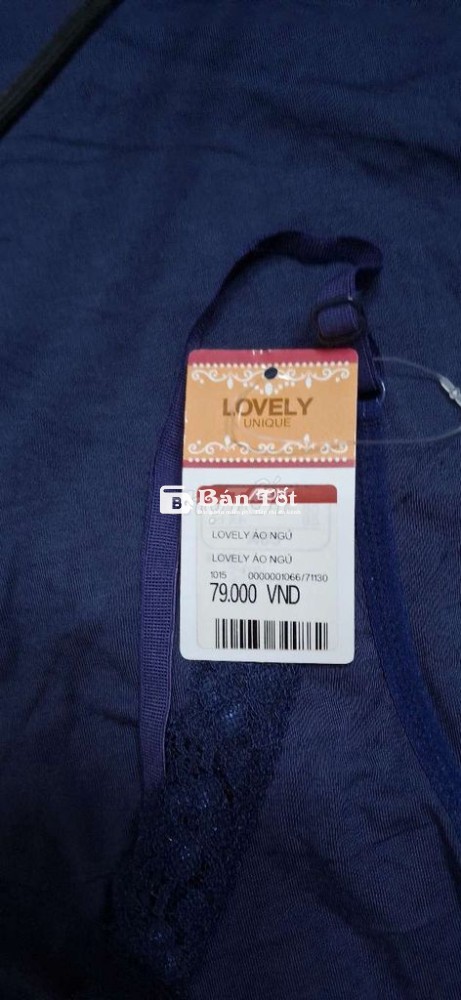 LOVELY
UNIQUE
B
Bán Tốt
LOVELY ÁO NGỦ
LOVELY ÁO NGỦ
1015 0000001066/71130
79.000 VND